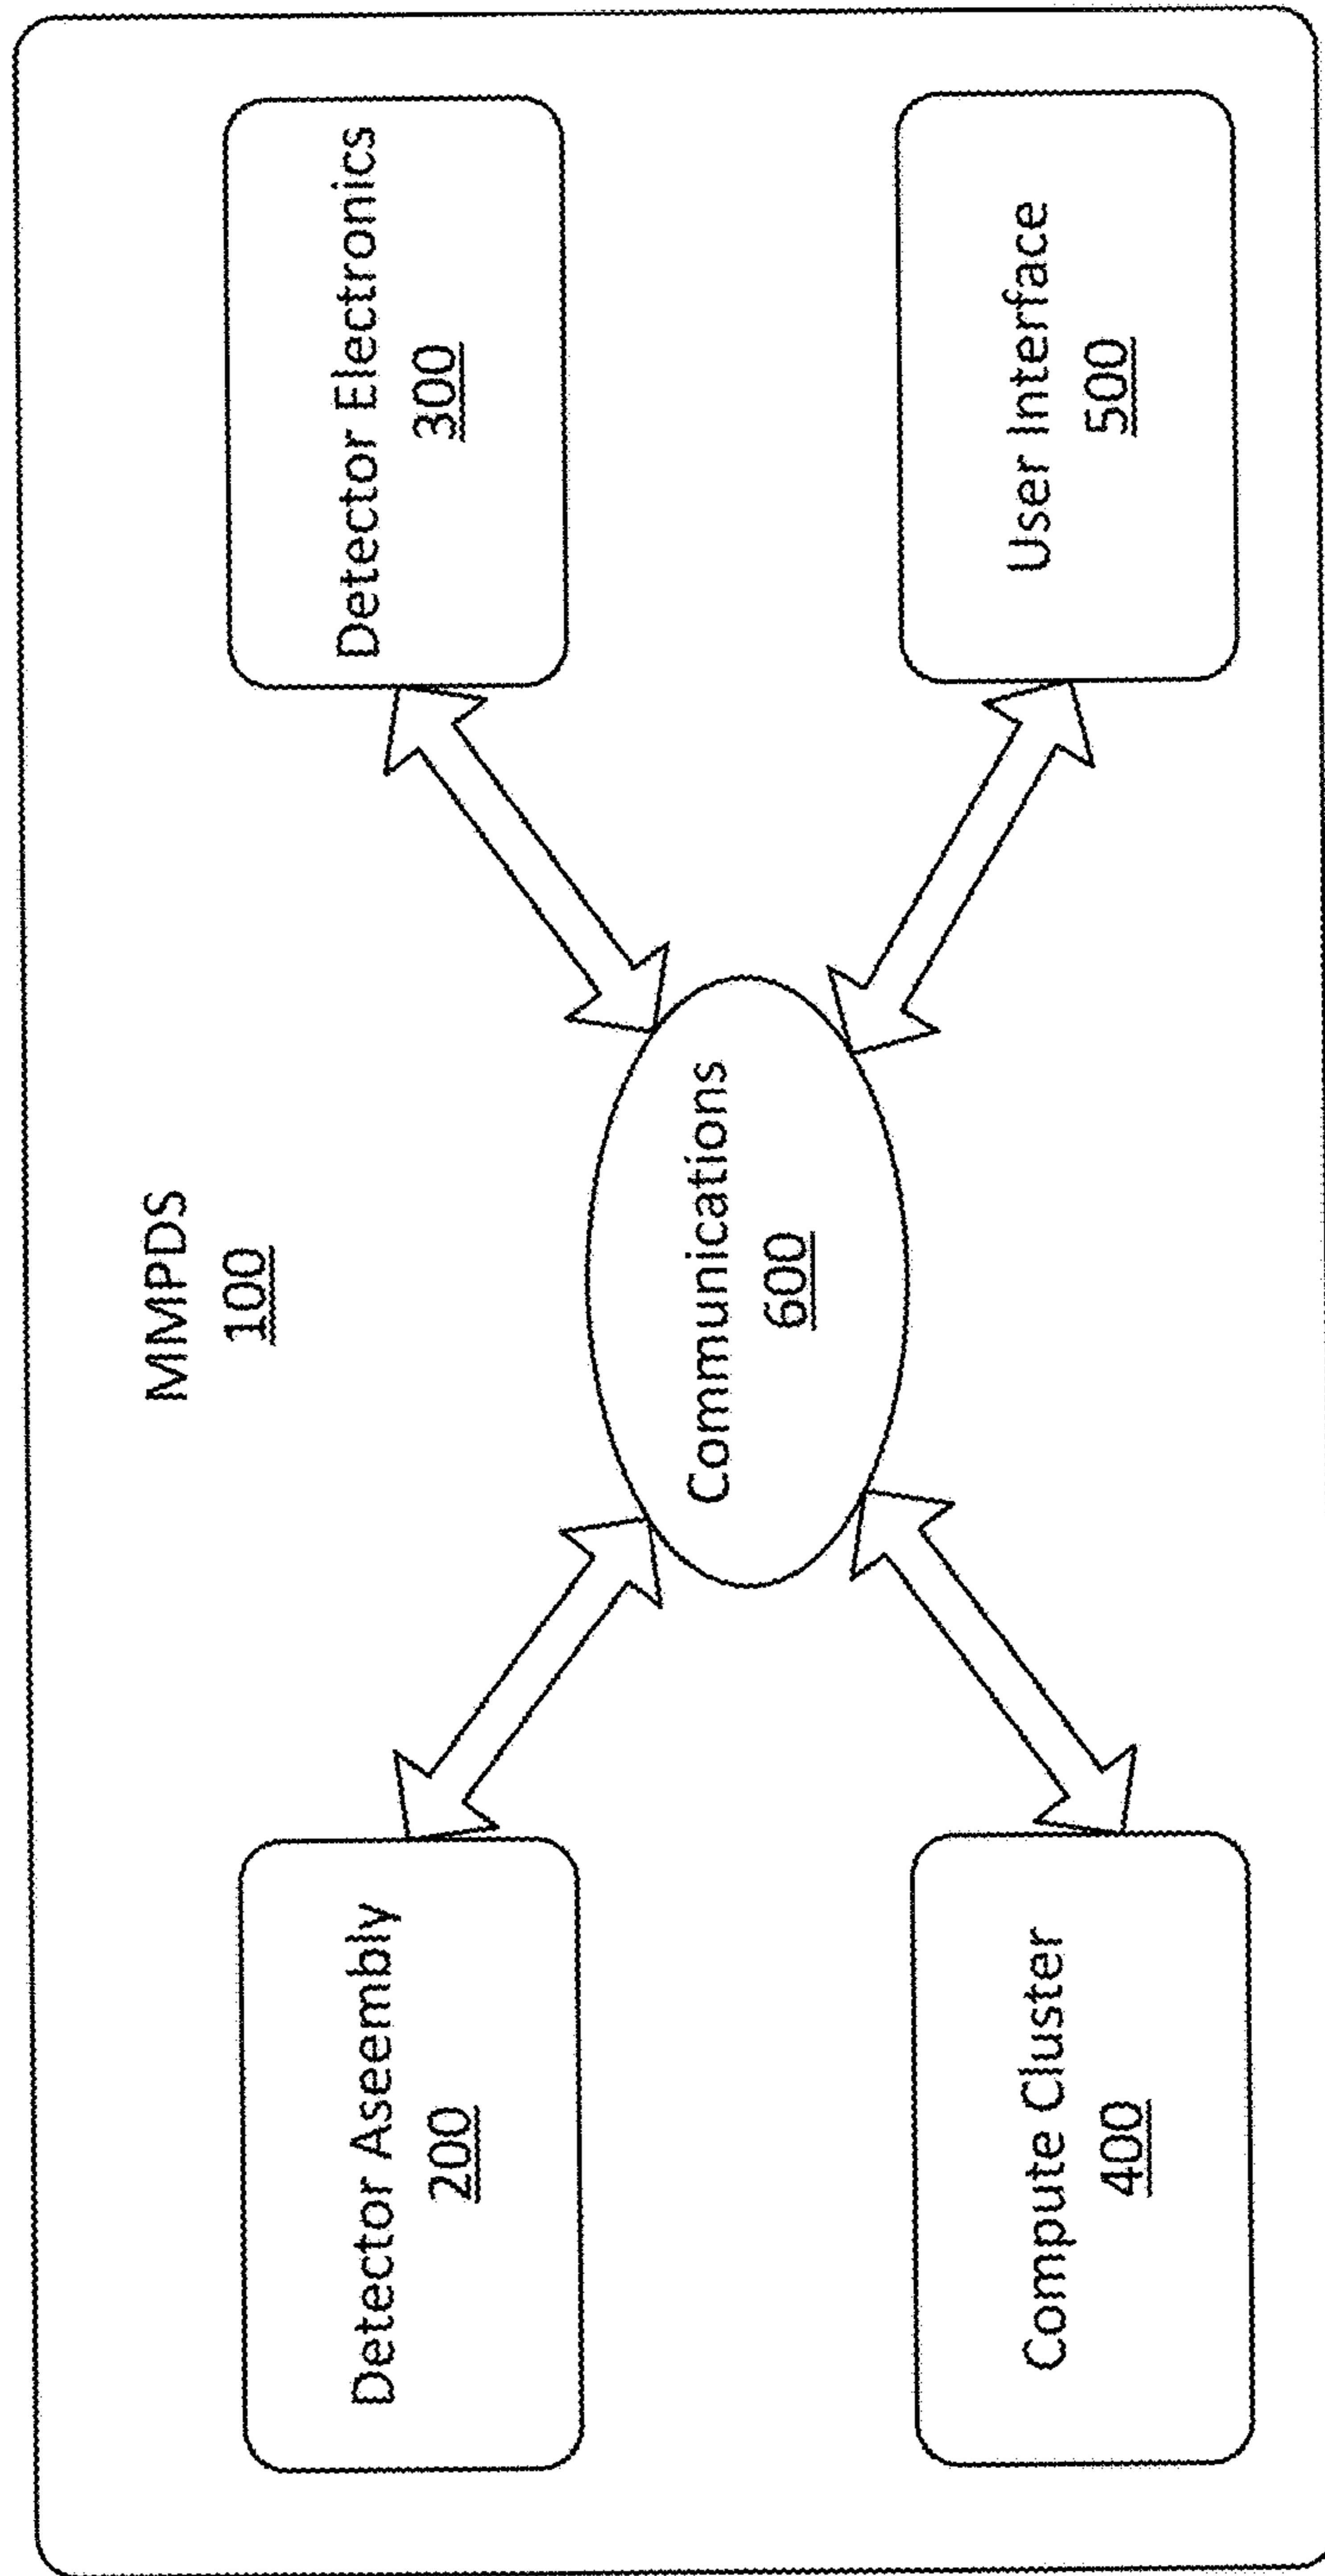 MMPDS
100
Detector Aseembly
200
Detector Electronics
300
Communications
600
Compute Cluster
400
User Interface
500